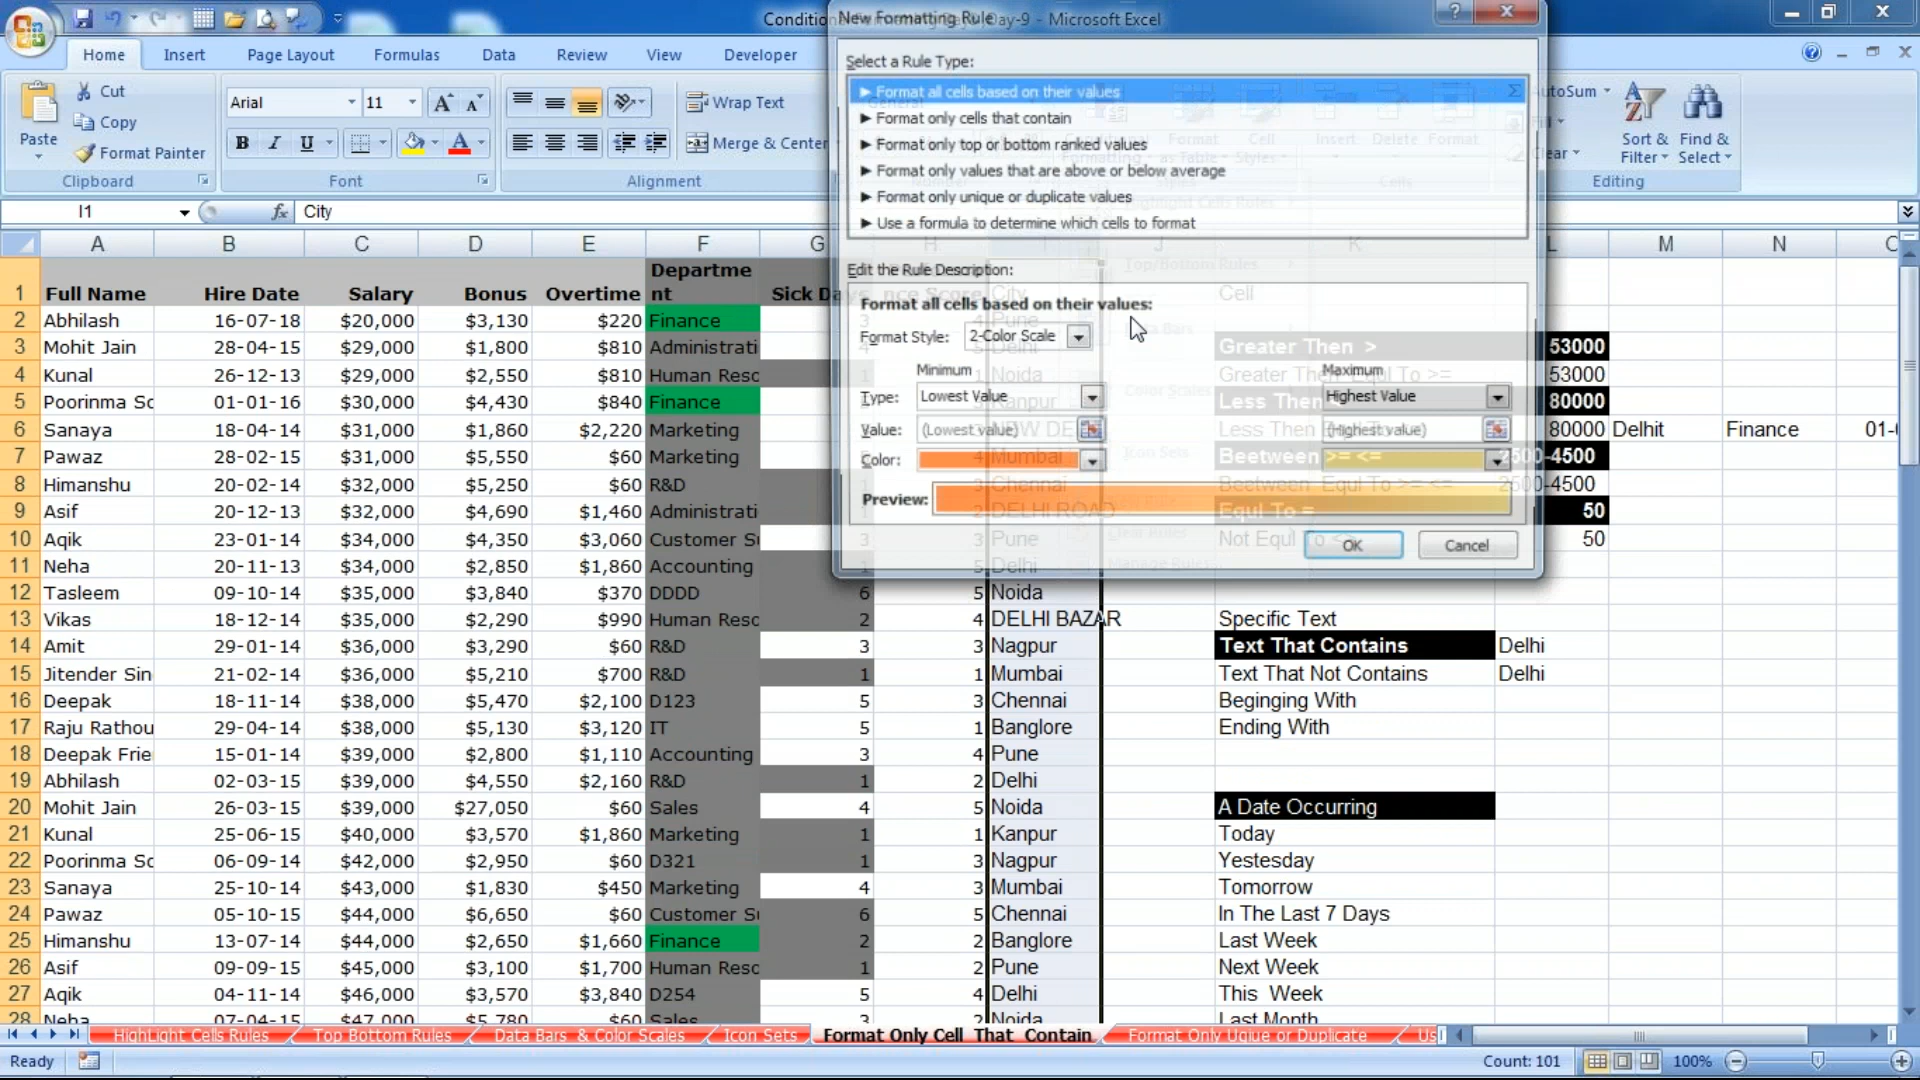 Condition
Day-9 - Microsoft Excel
New Formatting Rule
Home Insert Page Layout Formulas Data Review View Developer
Select a Rule Type:
Format all cells based on their values
Format only cells that contain
Format only top or bottom ranked values
Format only values that are above or below average
Format only unique or duplicate values
Use a formula to determine which cells to format
Cut
Copy
Format Painter
Paste
Clipboard
Arial 11
B I U
Font
Wrap Text
Merge & Center
Alignment
AutoSum
Fill
Clear
Sort & Filter
Find & Select
Editing
I1 fx City
A B C D E F G H I J K L M N
Edit the Rule Description:
Format all cells based on their values:
Format Style: 2-Color Scale
Minimum Maximum
Type: Lowest Value Highest Value
Value: (Lowest value) (Highest value)
Color:
Preview:
OK Cancel
1 Full Name Hire Date Salary Bonus Overtime Department Sick Da City Cell
2 Abhilash 16-07-18 $20,000 $3,130 $220 Finance Pune
3 Mohit Jain 28-04-15 $29,000 $1,800 $810 Administrati Delhi Greater Then > 53000
4 Kunal 26-12-13 $29,000 $2,550 $810 Human Resc Noida Greater Then Equl To >= 53000
5 Poorinma Sc 01-01-16 $30,000 $4,430 $840 Finance Kanpur Less Then 80000
6 Sanaya 18-04-14 $31,000 $1,860 $2,220 Marketing NEW DE Less Then 80000 Delhit Finance 01-
7 Pawaz 28-02-15 $31,000 $5,550 $60 Marketing Mumbai Beetween >= <= 2500-4500
8 Himanshu 20-02-14 $32,000 $5,250 $60 R&D Chennai Beetween Equl To >= <= 2500-4500
9 Asif 20-12-13 $32,000 $4,690 $1,460 Administrati DELHI ROAD Equl To = 50
10 Aqik 23-01-14 $34,000 $4,350 $3,060 Customer S 3 3 Pune Not Equl To 50
11 Neha 20-11-13 $34,000 $2,850 $1,860 Accounting 5 Delhi
12 Tasleem 09-10-14 $35,000 $3,840 $370 DDDD 6 5 Noida
13 Vikas 18-12-14 $35,000 $2,290 $990 Human Resc 2 4 DELHI BAZAR Specific Text
14 Amit 29-01-14 $36,000 $3,290 $60 R&D 3 3 Nagpur Text That Contains Delhi
15 Jitender Sin 21-02-14 $36,000 $5,210 $700 R&D 1 1 Mumbai Text That Not Contains Delhi
16 Deepak 18-11-14 $38,000 $5,470 $2,100 D123 5 3 Chennai Beginging With
17 Raju Rathou 29-04-14 $38,000 $5,130 $3,120 IT 5 1 Banglore Ending With
18 Deepak Frie 15-01-14 $39,000 $2,800 $1,110 Accounting 3 4 Pune
19 Abhilash 02-03-15 $39,000 $4,550 $2,160 R&D 1 2 Delhi
20 Mohit Jain 26-03-15 $39,000 $27,050 $60 Sales 4 5 Noida A Date Occurring
21 Kunal 25-06-15 $40,000 $3,570 $1,860 Marketing 1 1 Kanpur Today
22 Poorinma Sc 06-09-14 $42,000 $2,950 $60 D321 1 3 Nagpur Yestesday
23 Sanaya 25-10-14 $43,000 $1,830 $450 Marketing 4 3 Mumbai Tomorrow
24 Pawaz 05-10-15 $44,000 $6,650 $60 Customer S 6 5 Chennai In The Last 7 Days
25 Himanshu 13-07-14 $44,000 $2,650 $1,660 Finance 2 2 Banglore Last Week
26 Asif 09-09-15 $45,000 $3,100 $1,700 Human Resc 1 2 Pune Next Week
27 Aqik 04-11-14 $46,000 $3,570 $3,840 D254 5 4 Delhi This Week
28 Neha 07-04-15 $47,000 $5,780 $60 Sales 3 2 Noida Last Month
HighLight Cells Rules Top Bottom Rules Data Bars & Color Scales Icon Sets Format Only Cell That Contain Format Only Uqiue or Duplicate Us
Ready Count: 101 100%